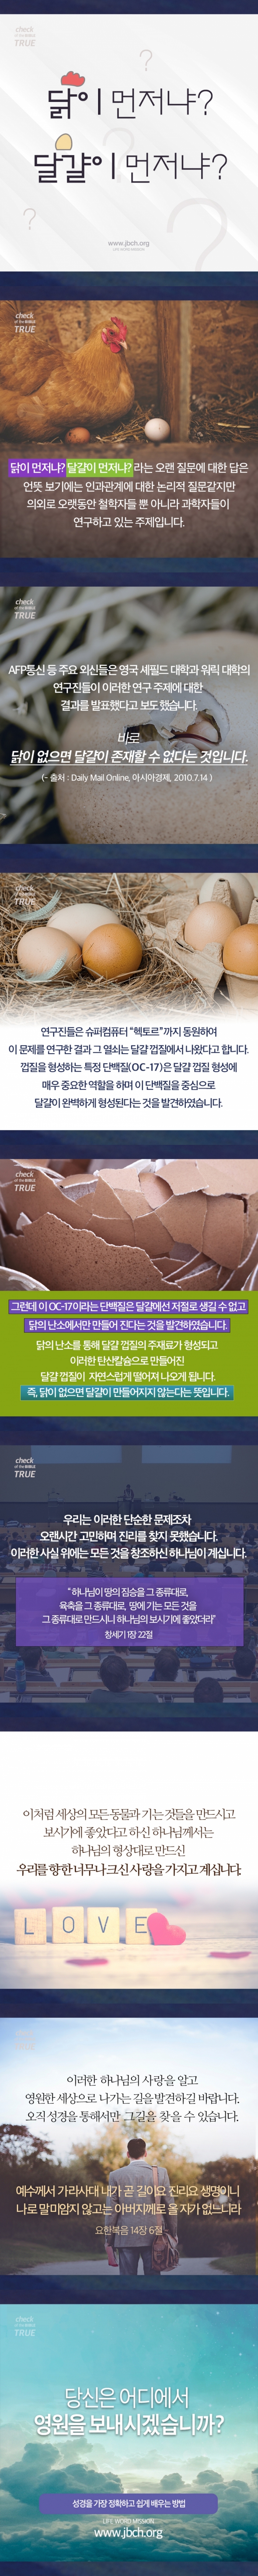 check
of the BIBLE
TRUE
닭이 먼저냐?
달걀이 먼저냐?
www.jbch.org
check
of the BIBLE
TRUE
닭이 먼저냐? 달걀이 먼저냐? 라는 오랜 질문에 대한 답은
언뜻 보기에는 인과관계에 대한 논리적 질문같지만
의외로 오랫동안 철학자들 뿐 아니라 과학자들이
연구하고 있는 주제입니다.
check
of the BIBLE
TRUE
AFP통신 등 주요 외신들은 영국 셰필드 대학과 워릭 대학의
연구진들이 이러한 연구 주제에 대한
결과를 발표했다고 보도했습니다.
바로
닭이 없으면 달걀이 존재할 수 없다는 것입니다.
(- 출처 : Daily Mail Online, 아시아경제, 2010.7.14 )
check
of the BIBLE
TRUE
연구진들은 슈퍼컴퓨터 “헥토르”까지 동원하여
이 문제를 연구한 결과 그 열쇠는 달걀 껍질에서 나왔다고 합니다.
껍질을 형성하는 특정 단백질(OC-17)은 달걀 껍질 형성에
매우 중요한 역할을 하며 이 단백질을 중심으로
달걀이 완벽하게 형성된다는 것을 발견하였습니다.
check
of the BIBLE
TRUE
그런데 이 OC-17이라는 단백질은 달걀에선 저절로 생길 수 없고
닭의 난소에서만 만들어 진다는 것을 발견하였습니다.
닭의 난소를 통해 달걀 껍질의 주재료가 형성되고
이러한 탄산칼슘으로 만들어진
달걀 껍질이 자연스럽게 떨어져 나오게 됩니다.
즉, 닭이 없으면 달걀이 만들어지지 않는다는 뜻입니다.
check
of the BIBLE
TRUE
우리는 이러한 단순한 문제조차
오랜시간 고민하며 진리를 찾지 못했습니다.
이러한 사실 위에는 모든 것을 창조하신 하나님이 계십니다.
“하나님이 땅의 짐승을 그 종류대로,
육축을 그 종류대로, 땅에 기는 모든 것을
그 종류대로 만드시니 하나님의 보시기에 좋았더라”
창세기 1장 22절
이처럼 세상의 모든 동물과 기는 것들을 만드시고
보시기에 좋았다고 하신 하나님께서는
하나님의 형상대로 만드신
우리를 향한 너무나 크신 사랑을 가지고 계십니다.
L O V E
이러한 하나님의 사랑을 알고
영원한 세상으로 나가는 길을 발견하길 바랍니다.
오직 성경을 통해서만 그 길을 찾을 수 있습니다.
예수께서 가라사대 내가 곧 길이요 진리요 생명이니
나로 말미암지 않고는 아버지께로 올 자가 없느니라
요한복음 14장 6절
check
of the BIBLE
TRUE
당신은 어디에서
영원을 보내시겠습니까?
성경을 가장 정확하고 쉽게 배우는 방법
LIFE WORD MISSION
www.jbch.org